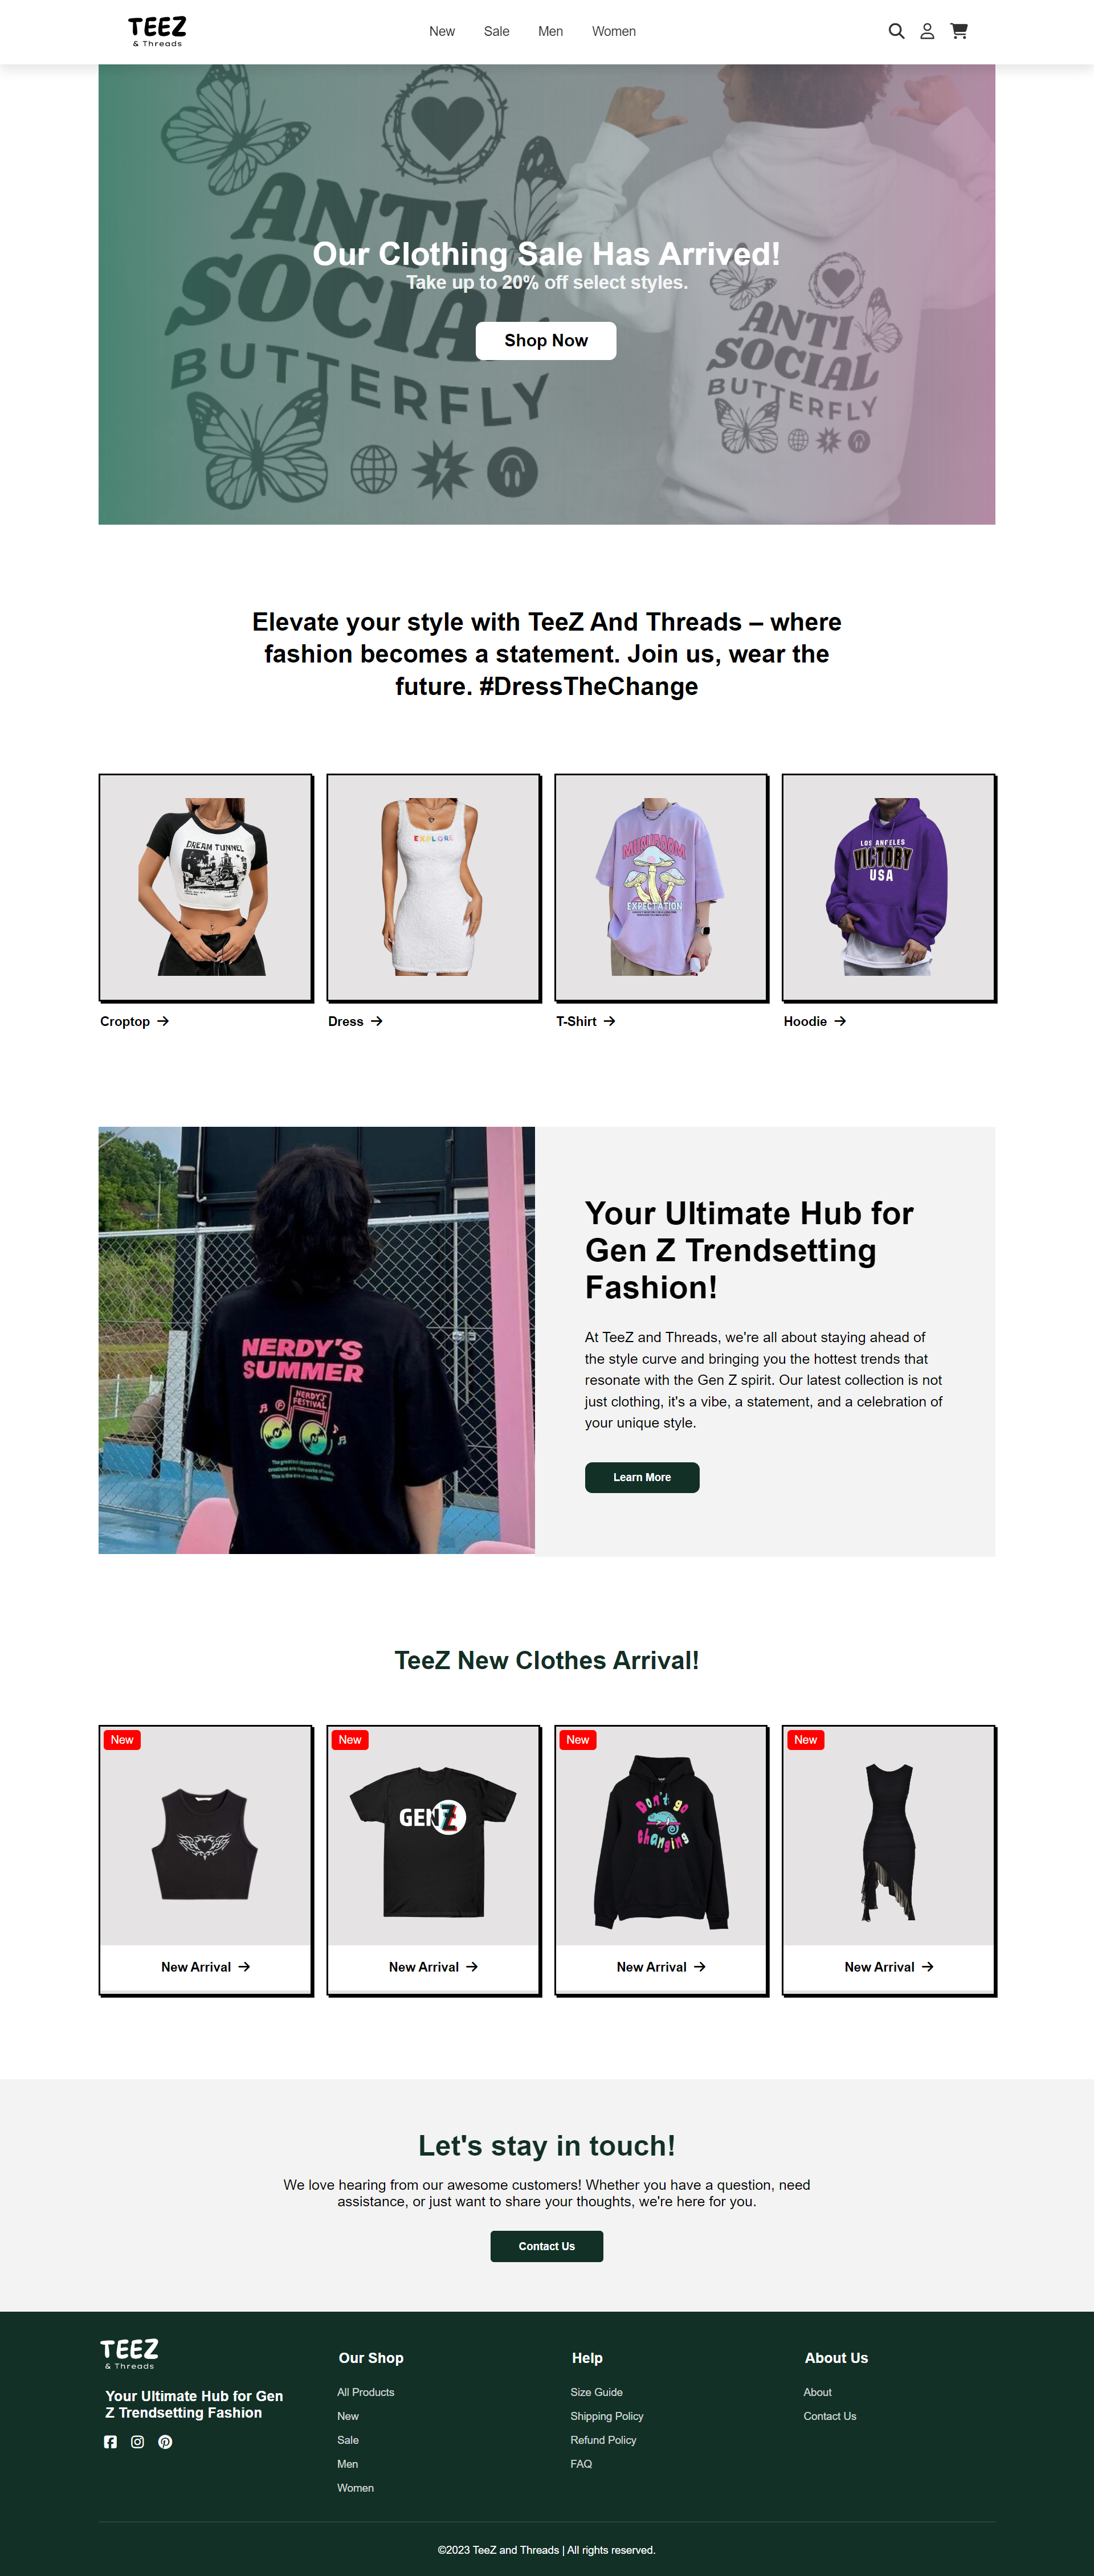 TEEZ
& Threads
New
Sale
Men
Women
ANTI
SOCIAL
BUTTERFLY
ANTI
SOCIAL
BUTTERFLY
Our Clothing Sale Has Arrived!
Take up to 20% off select styles.
Shop Now
Elevate your style with TeeZ And Threads – where
fashion becomes a statement. Join us, wear the
future. #DressTheChange
DREAM TUNNEL
EXPLORE
MUSHROOM
EXPECTATION
LOS ANGELES
VICTORY
USA
Croptop
Dress
T-Shirt
Hoodie
NERDY'S
SUMMER
NERDY'S
FESTIVAL
Your Ultimate Hub for
Gen Z Trendsetting
Fashion!
At TeeZ and Threads, we're all about staying ahead of
the style curve and bringing you the hottest trends that
resonate with the Gen Z spirit. Our latest collection is not
just clothing, it's a vibe, a statement, and a celebration of
your unique style.
Learn More
TeeZ New Clothes Arrival!
New
New
New
New
GENZ
Don't go
changing
New Arrival
New Arrival
New Arrival
New Arrival
Let's stay in touch!
We love hearing from our awesome customers! Whether you have a question, need
assistance, or just want to share your thoughts, we're here for you.
Contact Us
TEEZ
& Threads
Your Ultimate Hub for Gen
Z Trendsetting Fashion
Our Shop
All Products
New
Sale
Men
Women
Help
Size Guide
Shipping Policy
Refund Policy
FAQ
About Us
About
Contact Us
©2023 TeeZ and Threads | All rights reserved.